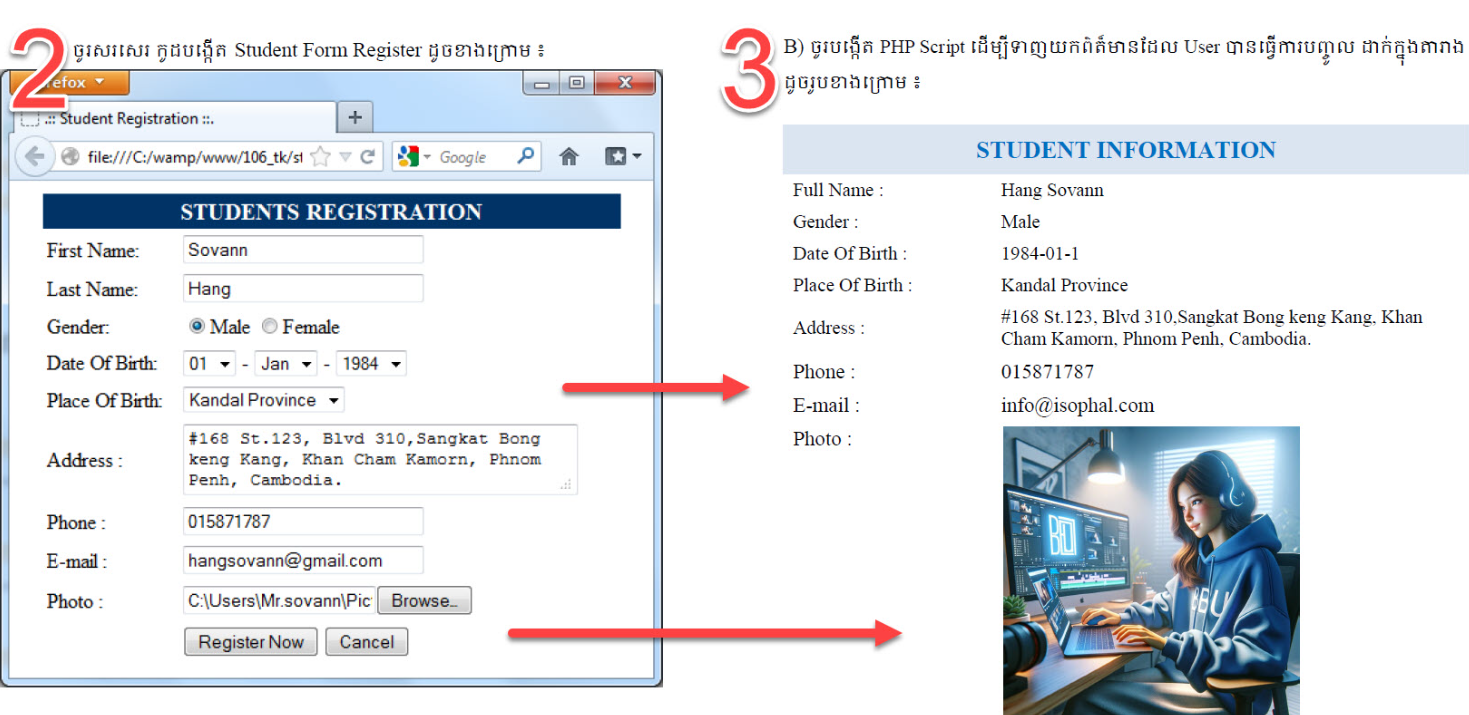 2
ចូរសរសេរ កូដបង្កើត Student Form Register ដូចខាងក្រោម ៖
refox
.:: Student Registration ::.
+
file:///C:/wamp/www/106_tk/st
Google
STUDENTS REGISTRATION
First Name: Sovann
Last Name: Hang
Gender: Male Female
Date Of Birth: 01 - Jan - 1984
Place Of Birth: Kandal Province
Address : #168 St.123, Blvd 310,Sangkat Bong
keng Kang, Khan Cham Kamorn, Phnom
Penh, Cambodia.
Phone : 015871787
E-mail : hangsovann@gmail.com
Photo : C:\Users\Mr.sovann\Pic Browse...
Register Now Cancel
3
B) ចូរបង្កើត PHP Script ដើម្បីទាញយកព៌ត៌មានដែល User បានធ្វើការបញ្ចូល ដាក់ក្នុងតារាង
ដូចរូបខាងក្រោម ៖
STUDENT INFORMATION
Full Name : Hang Sovann
Gender : Male
Date Of Birth : 1984-01-1
Place Of Birth : Kandal Province
Address : #168 St.123, Blvd 310,Sangkat Bong keng Kang, Khan
Cham Kamorn, Phnom Penh, Cambodia.
Phone : 015871787
E-mail : info@isophal.com
Photo :